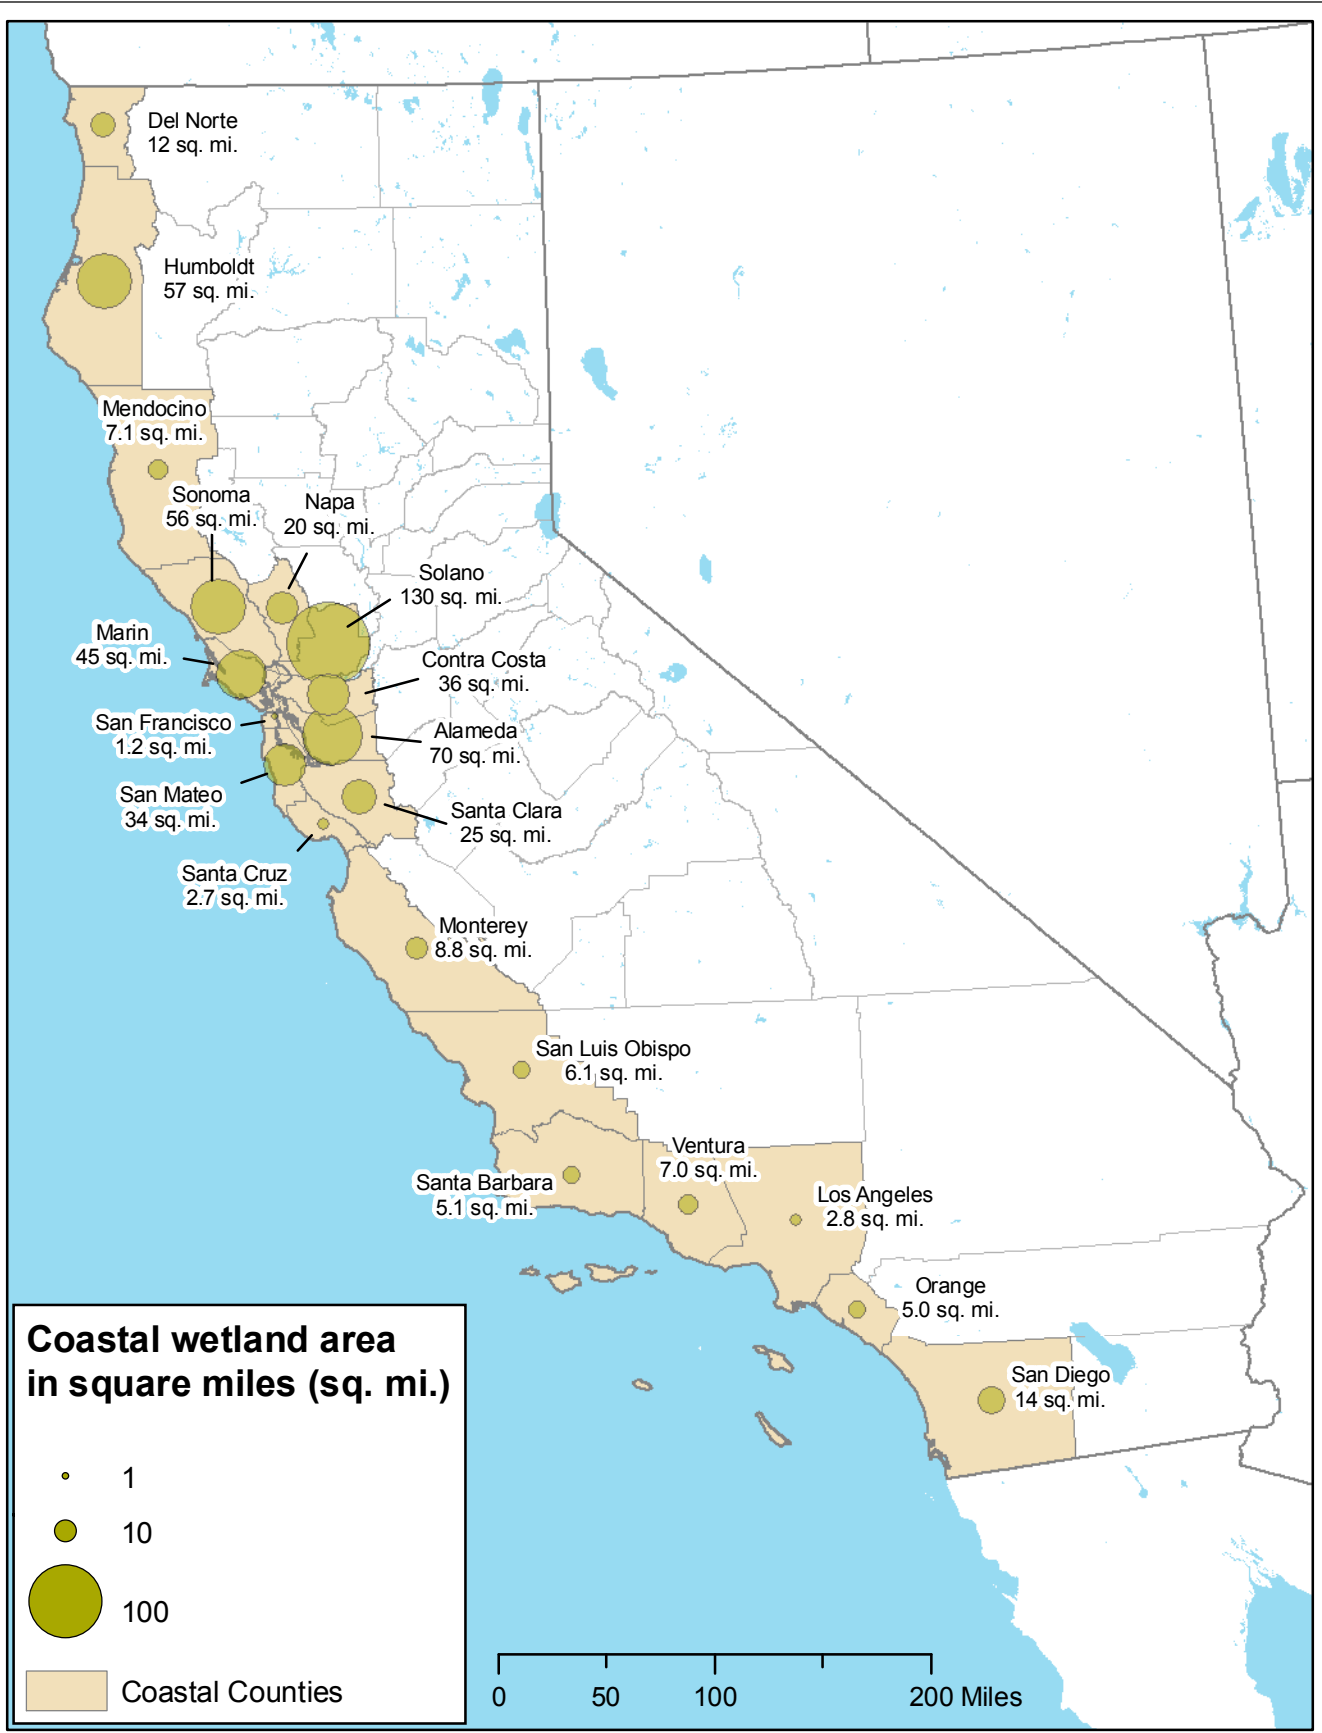 Del Norte
12 sq. mi.
Humboldt
57 sq. mi.
Mendocino
7.1 sq. mi.
Sonoma
56 sq. mi.
Napa
20 sq. mi.
Solano
130 sq. mi.
Marin
45 sq. mi.
Contra Costa
36 sq. mi.
San Francisco
1.2 sq. mi.
Alameda
70 sq. mi.
San Mateo
34 sq. mi.
Santa Clara
25 sq. mi.
Santa Cruz
2.7 sq. mi.
Monterey
8.8 sq. mi.
San Luis Obispo
6.1 sq. mi.
Ventura
7.0 sq. mi.
Santa Barbara
5.1 sq. mi.
Los Angeles
2.8 sq. mi.
Orange
5.0 sq. mi.
San Diego
14 sq. mi.
Coastal wetland area
in square miles (sq. mi.)
1
10
100
Coastal Counties
0 50 100 200 Miles